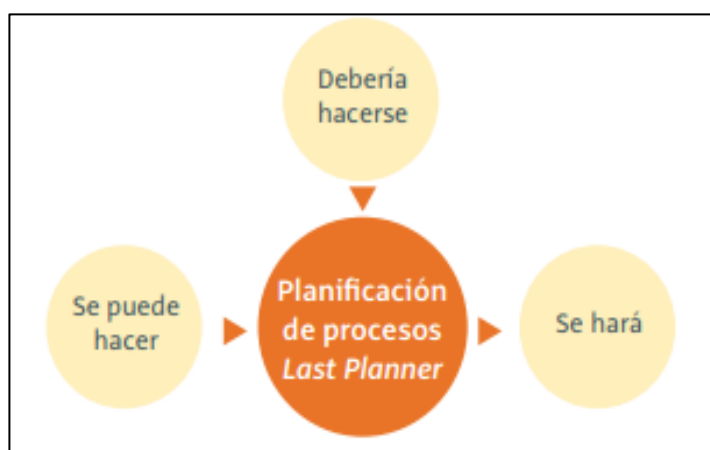 Debería
hacerse
Se puede
hacer
Planificación
de procesos
Last Planner
Se hará